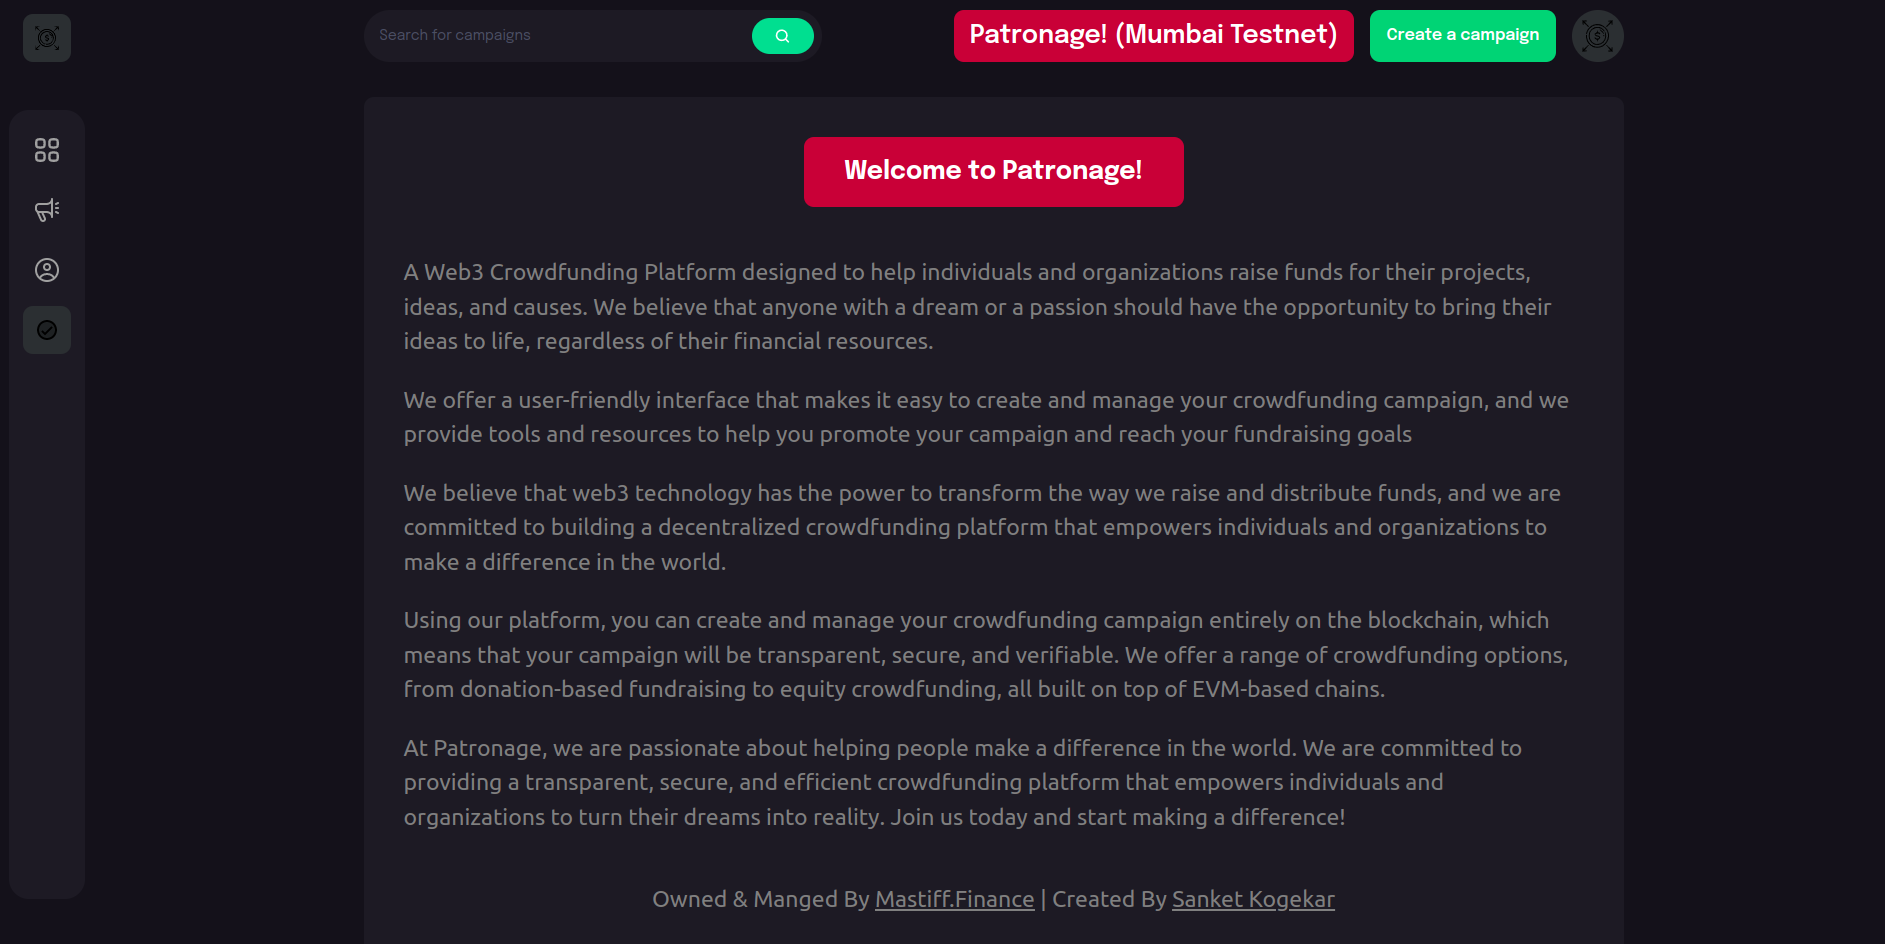 Search for campaigns
Patronage! (Mumbai Testnet)
Create a campaign
Welcome to Patronage!
A Web3 Crowdfunding Platform designed to help individuals and organizations raise funds for their projects,
ideas, and causes. We believe that anyone with a dream or a passion should have the opportunity to bring their
ideas to life, regardless of their financial resources.
We offer a user-friendly interface that makes it easy to create and manage your crowdfunding campaign, and we
provide tools and resources to help you promote your campaign and reach your fundraising goals
We believe that web3 technology has the power to transform the way we raise and distribute funds, and we are
committed to building a decentralized crowdfunding platform that empowers individuals and organizations to
make a difference in the world.
Using our platform, you can create and manage your crowdfunding campaign entirely on the blockchain, which
means that your campaign will be transparent, secure, and verifiable. We offer a range of crowdfunding options,
from donation-based fundraising to equity crowdfunding, all built on top of EVM-based chains.
At Patronage, we are passionate about helping people make a difference in the world. We are committed to
providing a transparent, secure, and efficient crowdfunding platform that empowers individuals and
organizations to turn their dreams into reality. Join us today and start making a difference!
Owned & Manged By Mastiff.Finance | Created By Sanket Kogekar